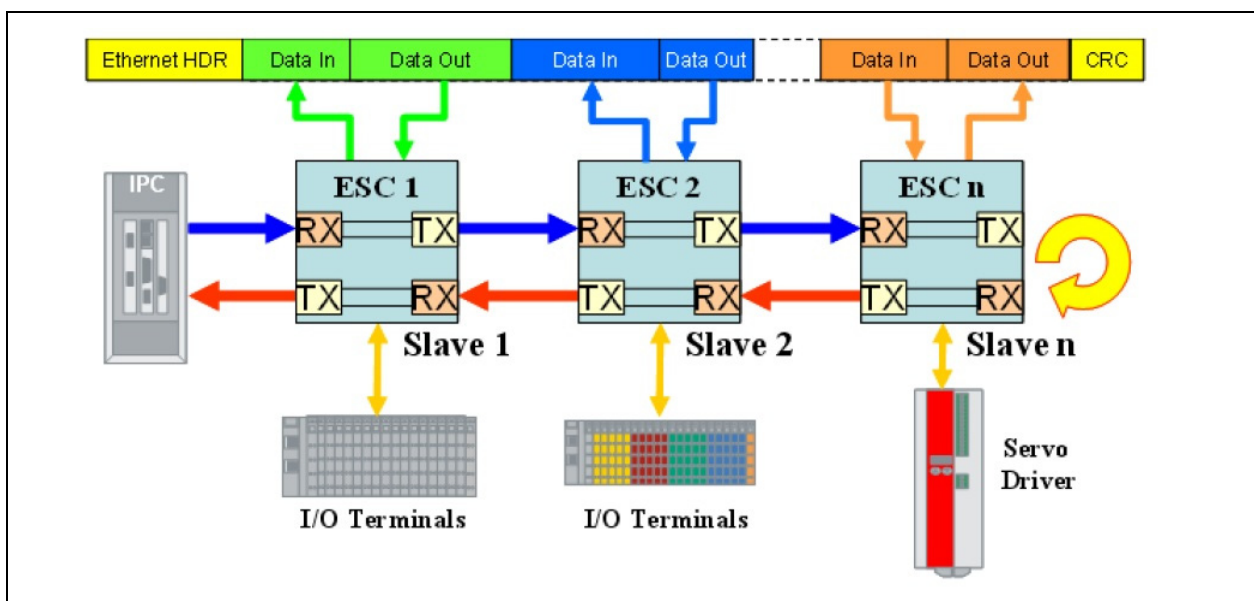 Ethernet HDR Data In Data Out Data In Data Out Data In Data Out CRC
IPC ESC 1 ESC 2 ESC n
RX TX RX TX RX TX
TX RX TX RX TX RX
Slave 1 Slave 2 Slave n
I/O Terminals I/O Terminals
Servo
Driver